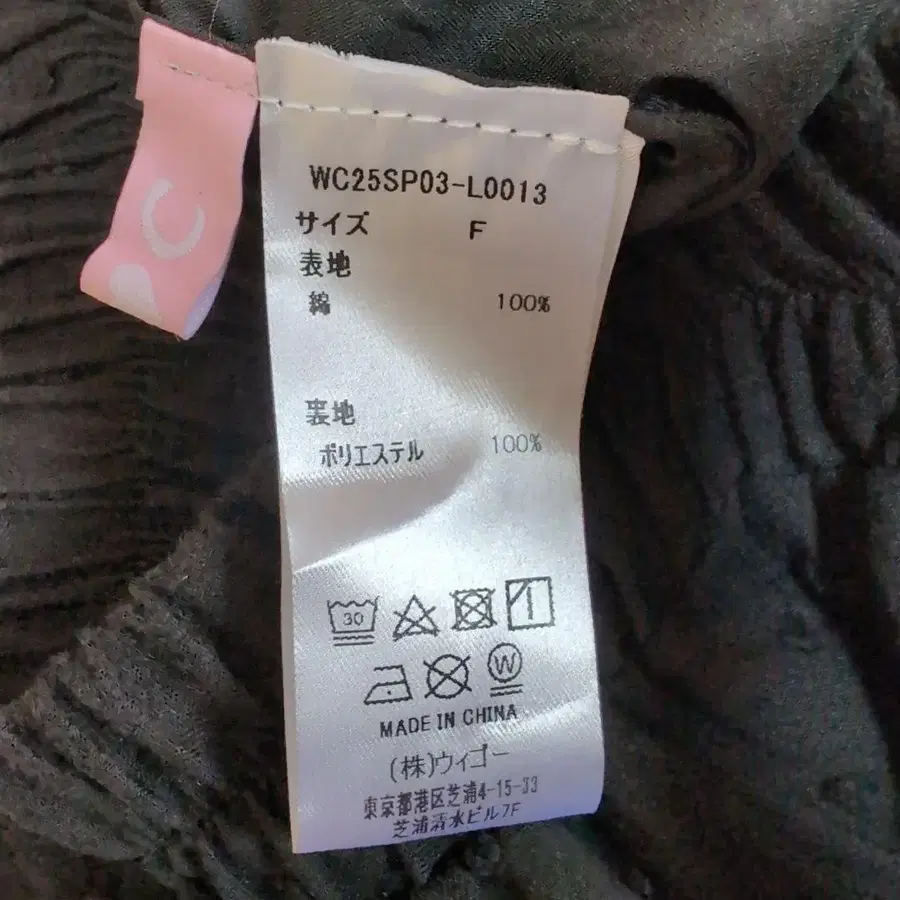 WC25SP03-L0013
サイズ F
表地
綿 100%
裏地
ポリエステル 100%
30
W
MADE IN CHINA
(株)ウィゴー
東京都港区芝浦4-15-33
芝浦清水ビル7F